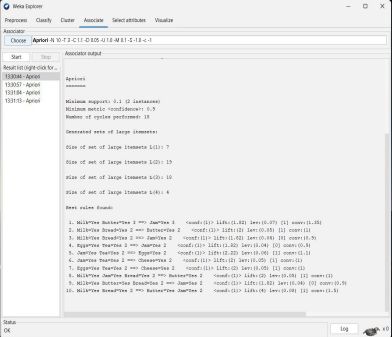 Weka Explorer
Preprocess Classify Cluster Associate Select attributes Visualize
Associator
Choose Apriori -N 10 -T 2 -C 1.1 -D 0.05 -U 1.0 -M 0.1 -S -1.0 -c -1
Start Stop
Associator output
Result list (right-click for...
13:30:44 - Apriori
13:30:57 - Apriori
13:31:04 - Apriori
13:31:13 - Apriori
Apriori
=======
Minimum support: 0.1 (2 instances)
Minimum metric <confidence>: 0.9
Number of cycles performed: 18
Generated sets of large itemsets:
Size of set of large itemsets L(1): 7
Size of set of large itemsets L(2): 19
Size of set of large itemsets L(3): 18
Size of set of large itemsets L(4): 4
Best rules found:
1. Milk=Yes Butter=Yes 3 ==> Jam=Yes 3 <conf:(1)> lift:(1.82) lev:(0.07) [1] conv:(1.35)
2. Milk=Yes Bread=Yes 2 ==> Butter=Yes 2 <conf:(1)> lift:(2) lev:(0.05) [1] conv:(1)
3. Milk=Yes Bread=Yes 2 ==> Jam=Yes 2 <conf:(1)> lift:(1.82) lev:(0.04) [0] conv:(0.9)
4. Eggs=Yes Tea=Yes 2 ==> Jam=Yes 2 <conf:(1)> lift:(1.82) lev:(0.04) [0] conv:(0.9)
5. Jam=Yes Tea=Yes 2 ==> Eggs=Yes 2 <conf:(1)> lift:(2.22) lev:(0.06) [1] conv:(1.1)
6. Jam=Yes Tea=Yes 2 ==> Cheese=Yes 2 <conf:(1)> lift:(2) lev:(0.05) [1] conv:(1)
7. Eggs=Yes Tea=Yes 2 ==> Cheese=Yes 2 <conf:(1)> lift:(2) lev:(0.05) [1] conv:(1)
8. Milk=Yes Jam=Yes Bread=Yes 2 ==> Butter=Yes 2 <conf:(1)> lift:(2) lev:(0.05) [1] conv:(1)
9. Milk=Yes Butter=Yes Bread=Yes 2 ==> Jam=Yes 2 <conf:(1)> lift:(1.82) lev:(0.04) [0] conv:(0.9)
10. Milk=Yes Bread=Yes 2 ==> Butter=Yes Jam=Yes 2 <conf:(1)> lift:(4) lev:(0.08) [1] conv:(1.5)
Status
OK
Log
x 0